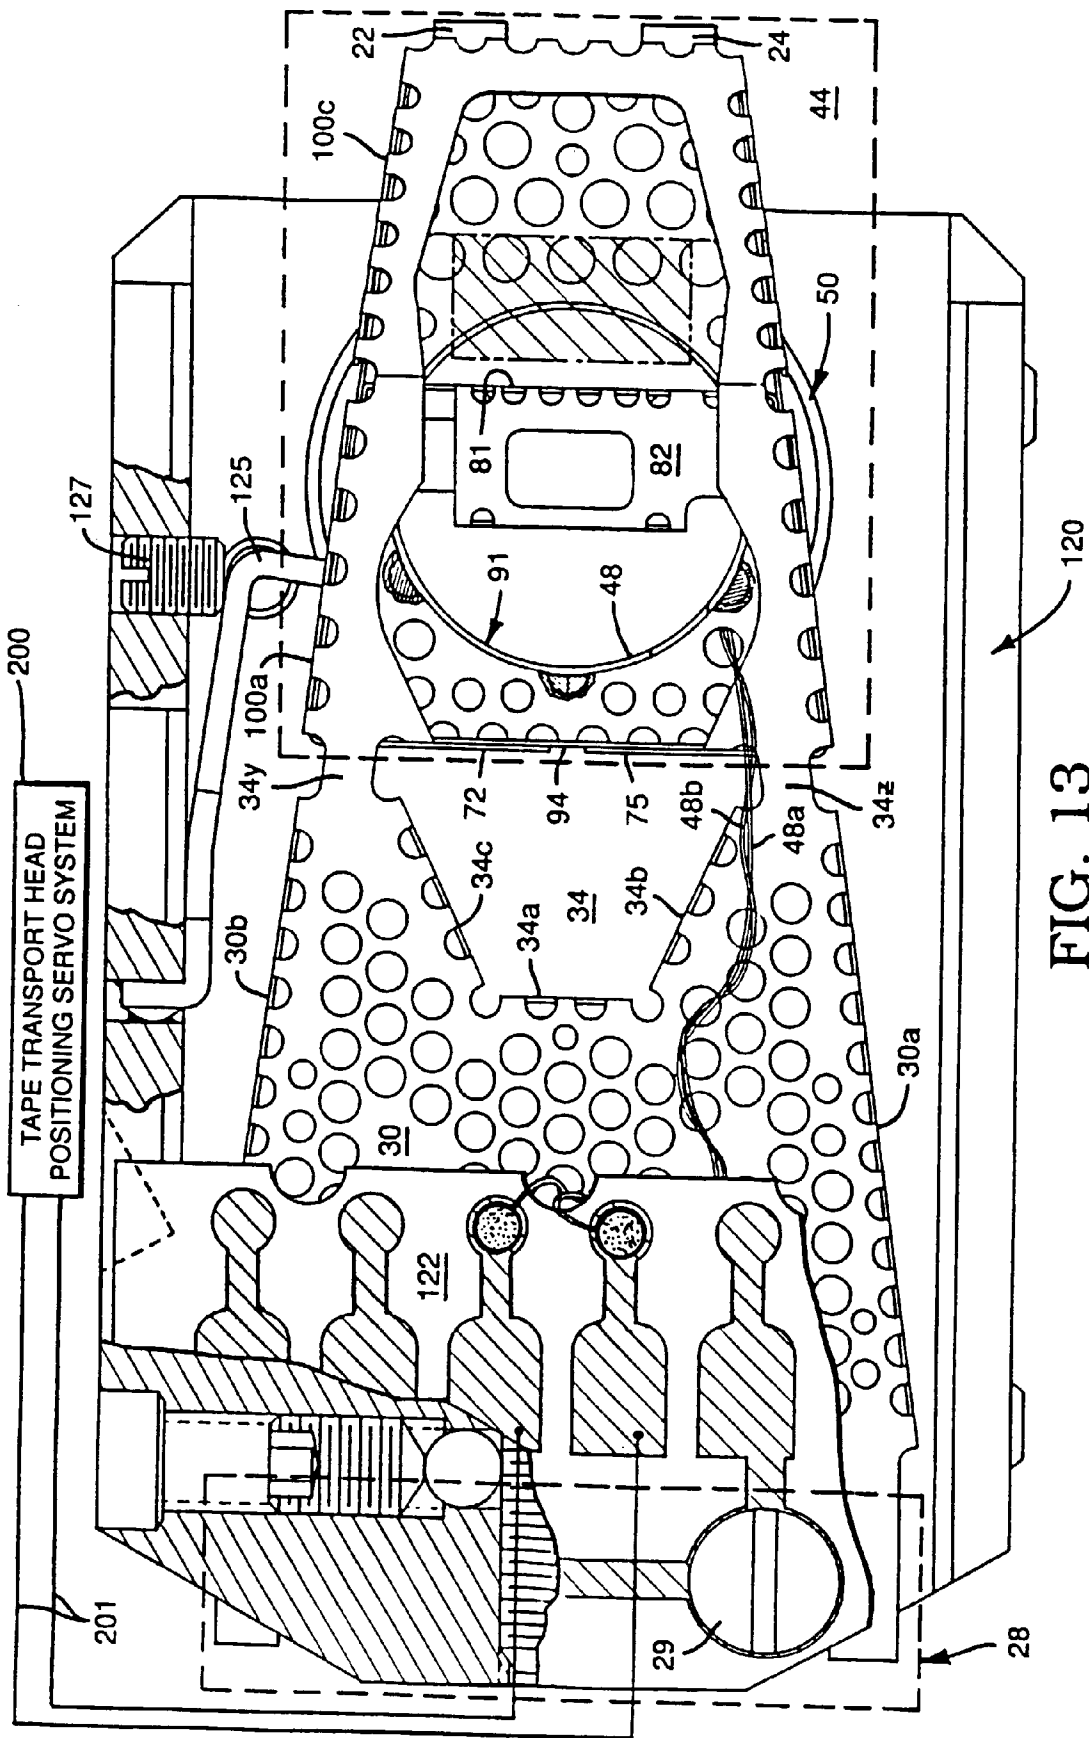 200
TAPE TRANSPORT HEAD
POSITIONING SERVO SYSTEM
201
127
125
22
24
100c
44
100a
50
81
82
91
48
34y
72
94
75
48b
48a
34z
34c
34
34b
34a
30b
30
30a
122
120
29
28
FIG. 13